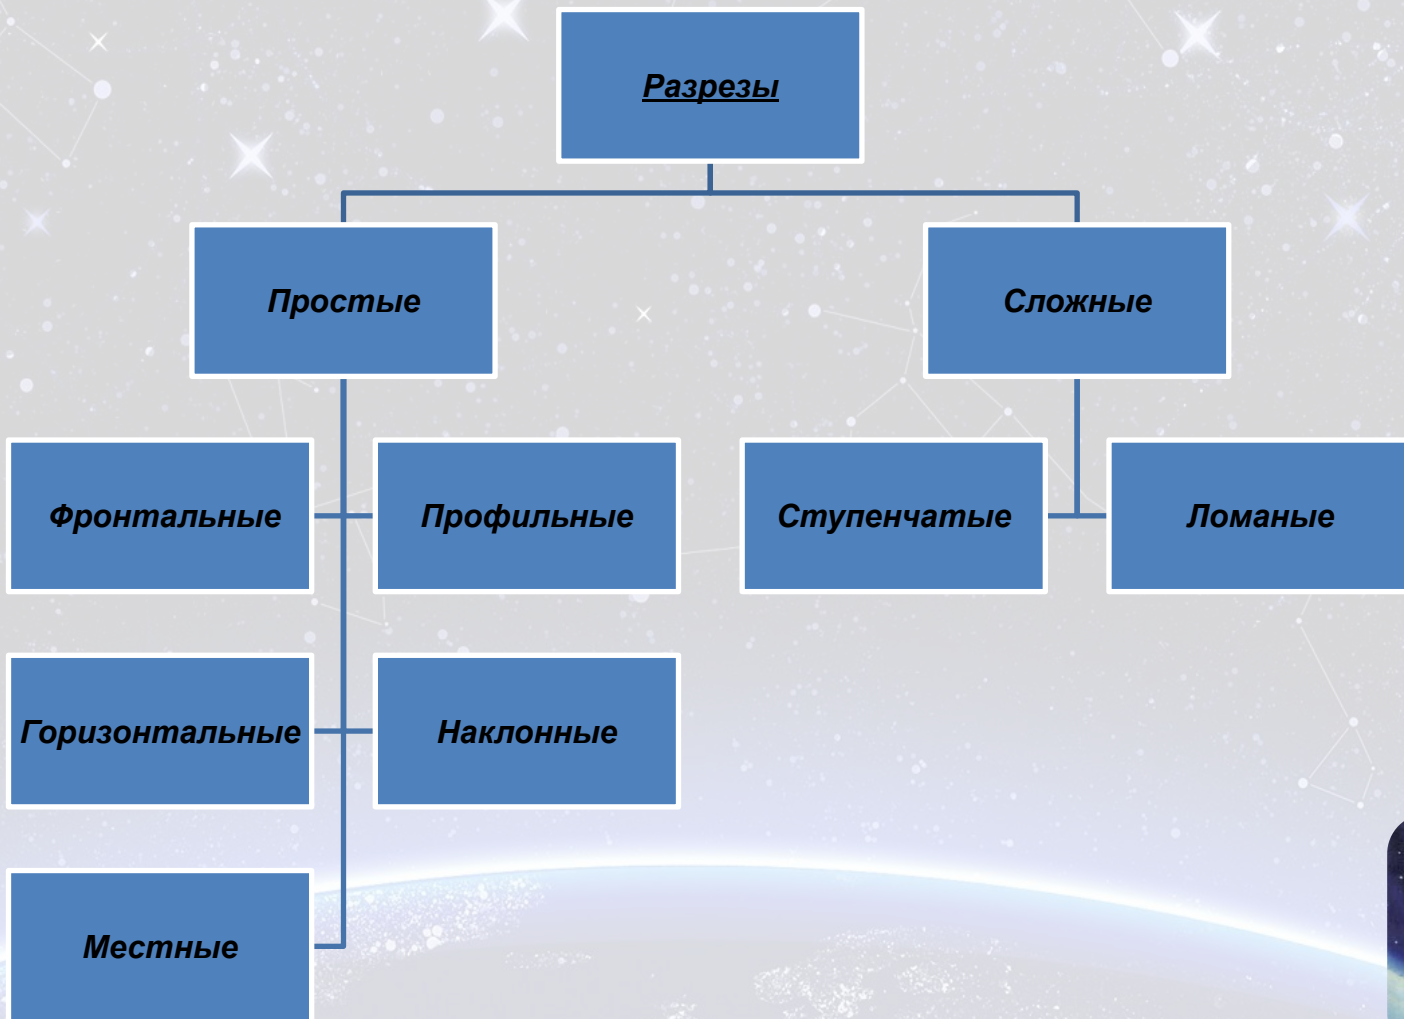 Разрезы
Простые
Сложные
Фронтальные
Профильные
Ступенчатые
Ломаные
Горизонтальные
Наклонные
Местные